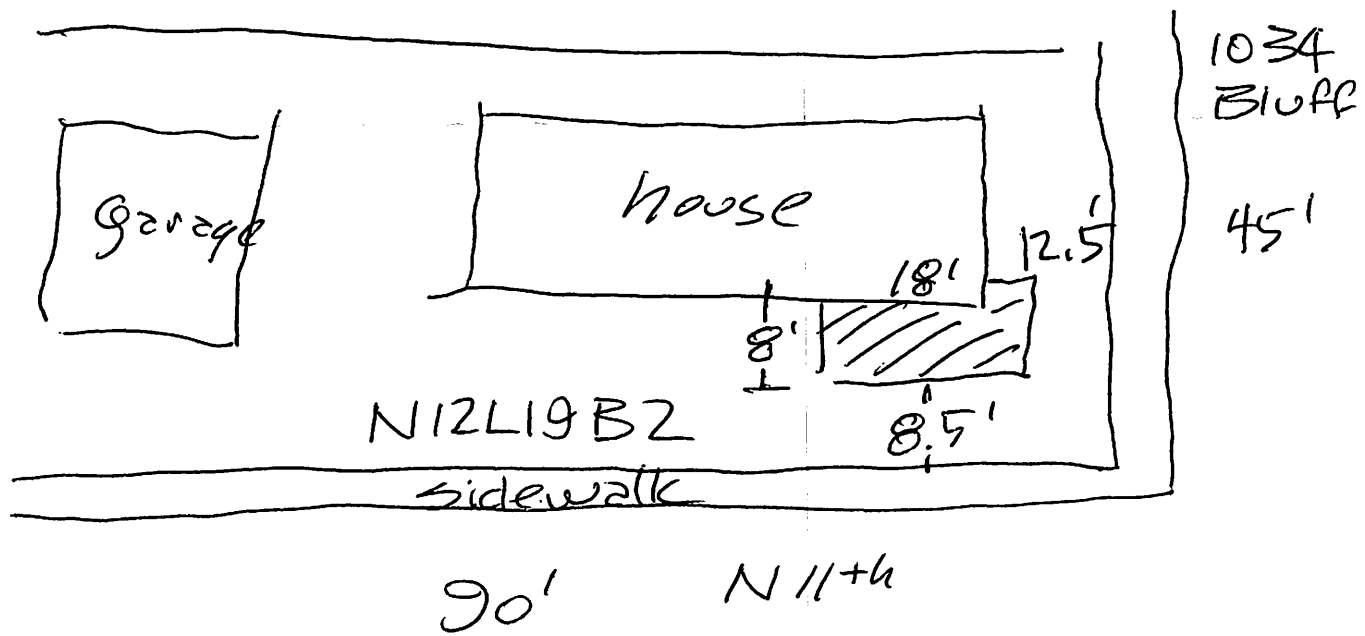 1034
Bluff
garage
house
12.5'
45'
18'
8'
N12L19B2
8.5'
sidewalk
90'
N 11th